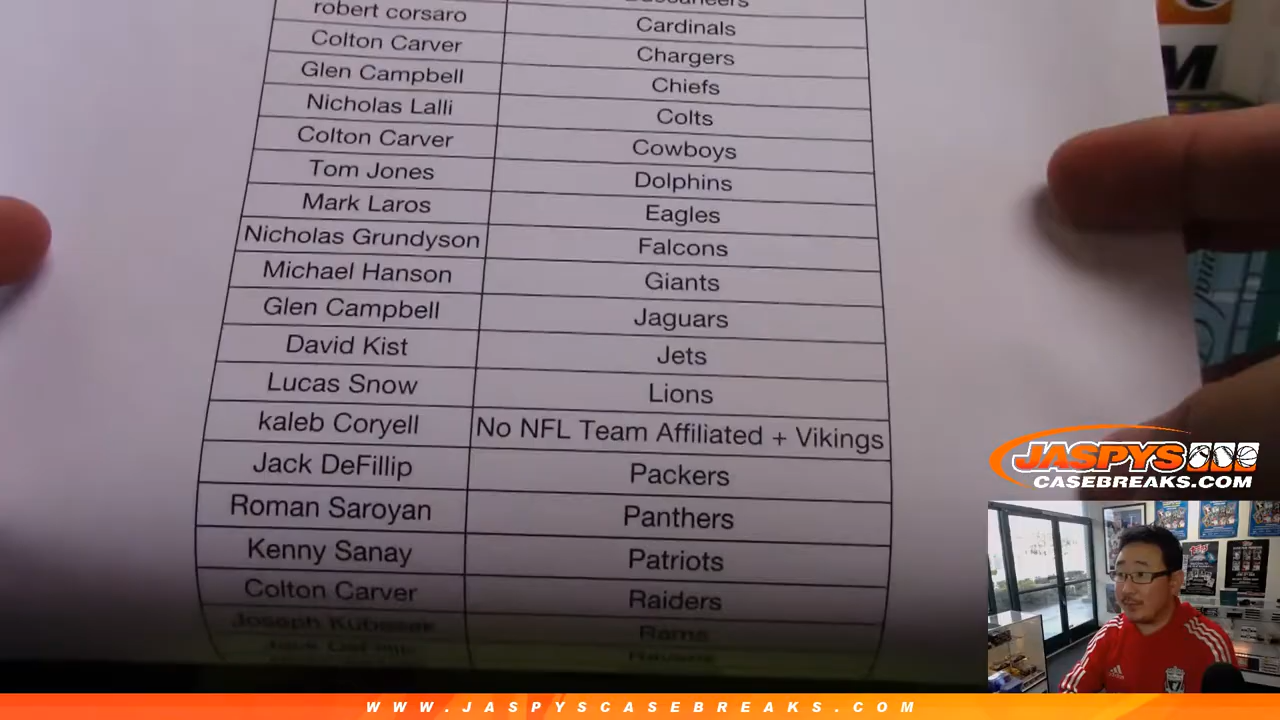 robert corsaro Cardinals
Colton Carver Chargers
Glen Campbell Chiefs
Nicholas Lalli Colts
Colton Carver Cowboys
Tom Jones Dolphins
Mark Laros Eagles
Nicholas Grundyson Falcons
Michael Hanson Giants
Glen Campbell Jaguars
David Kist Jets
Lucas Snow Lions
kaleb Coryell No NFL Team Affiliated + Vikings
Jack DeFillip Packers
Roman Saroyan Panthers
Kenny Sanay Patriots
Colton Carver Raiders
Joseph Rams
JASPYS
CASEBREAKS.COM
WWW.JASPYSCASEBREAKS.COM